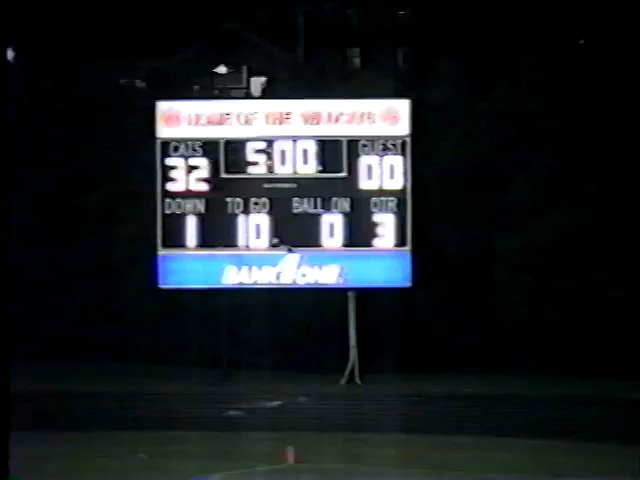 HOME OF THE
CATS 5:00 GUEST
32 00
DOWN TO GO BALL ON QTR
1 10 0 3
BANK ONE